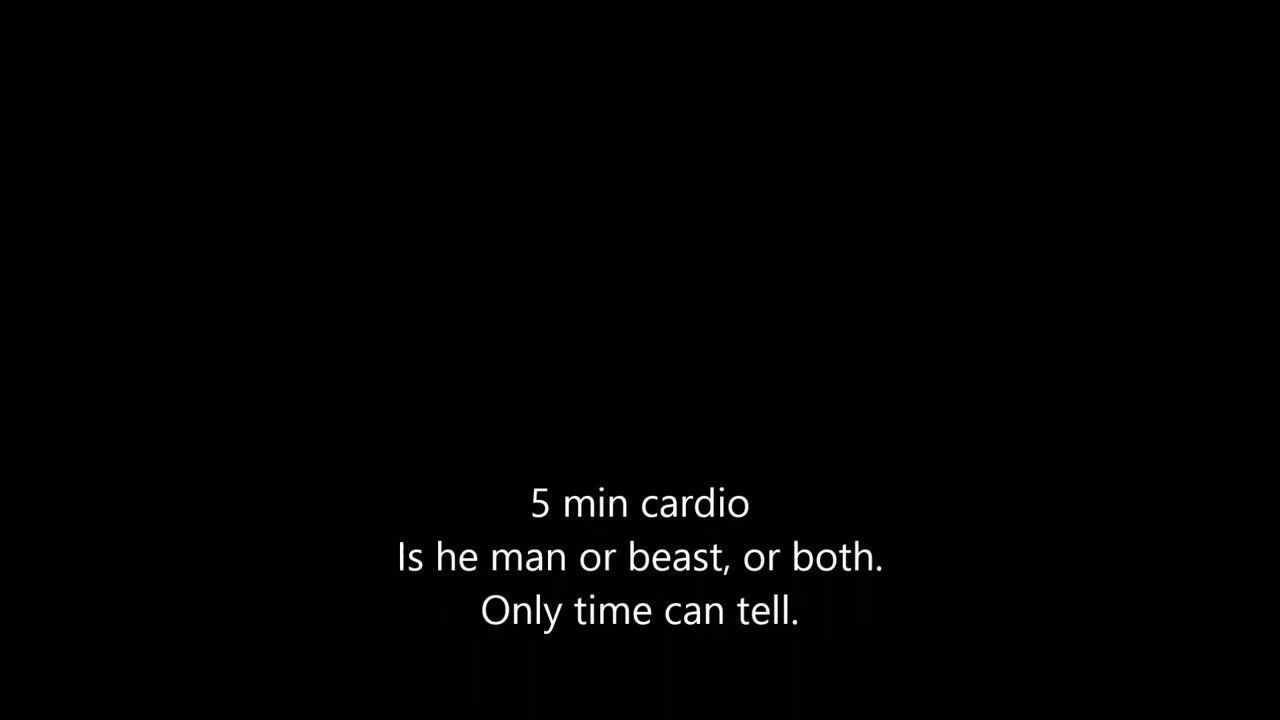 5 min cardio
Is he man or beast, or both.
Only time can tell.